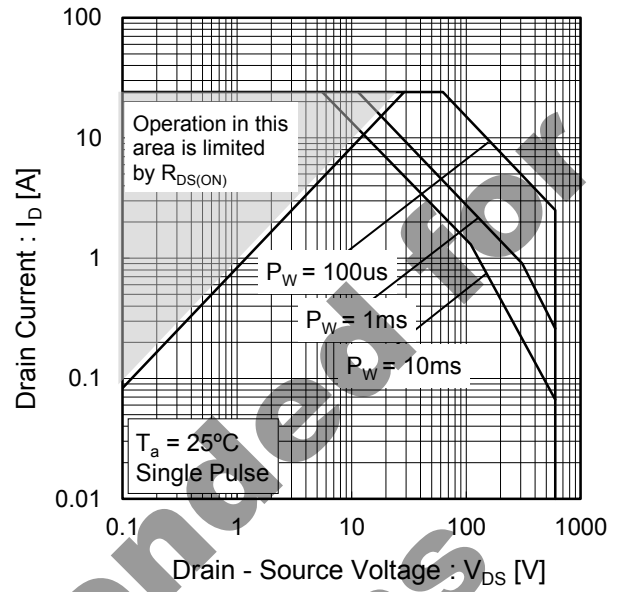 100
10
1
0.1
0.01
Drain Current : I_D [A]
Operation in this
area is limited
by R_DS(ON)
P_W = 100us
P_W = 1ms
P_W = 10ms
T_a = 25ºC
Single Pulse
0.1
1
10
100
1000
Drain - Source Voltage : V_DS [V]
ended for